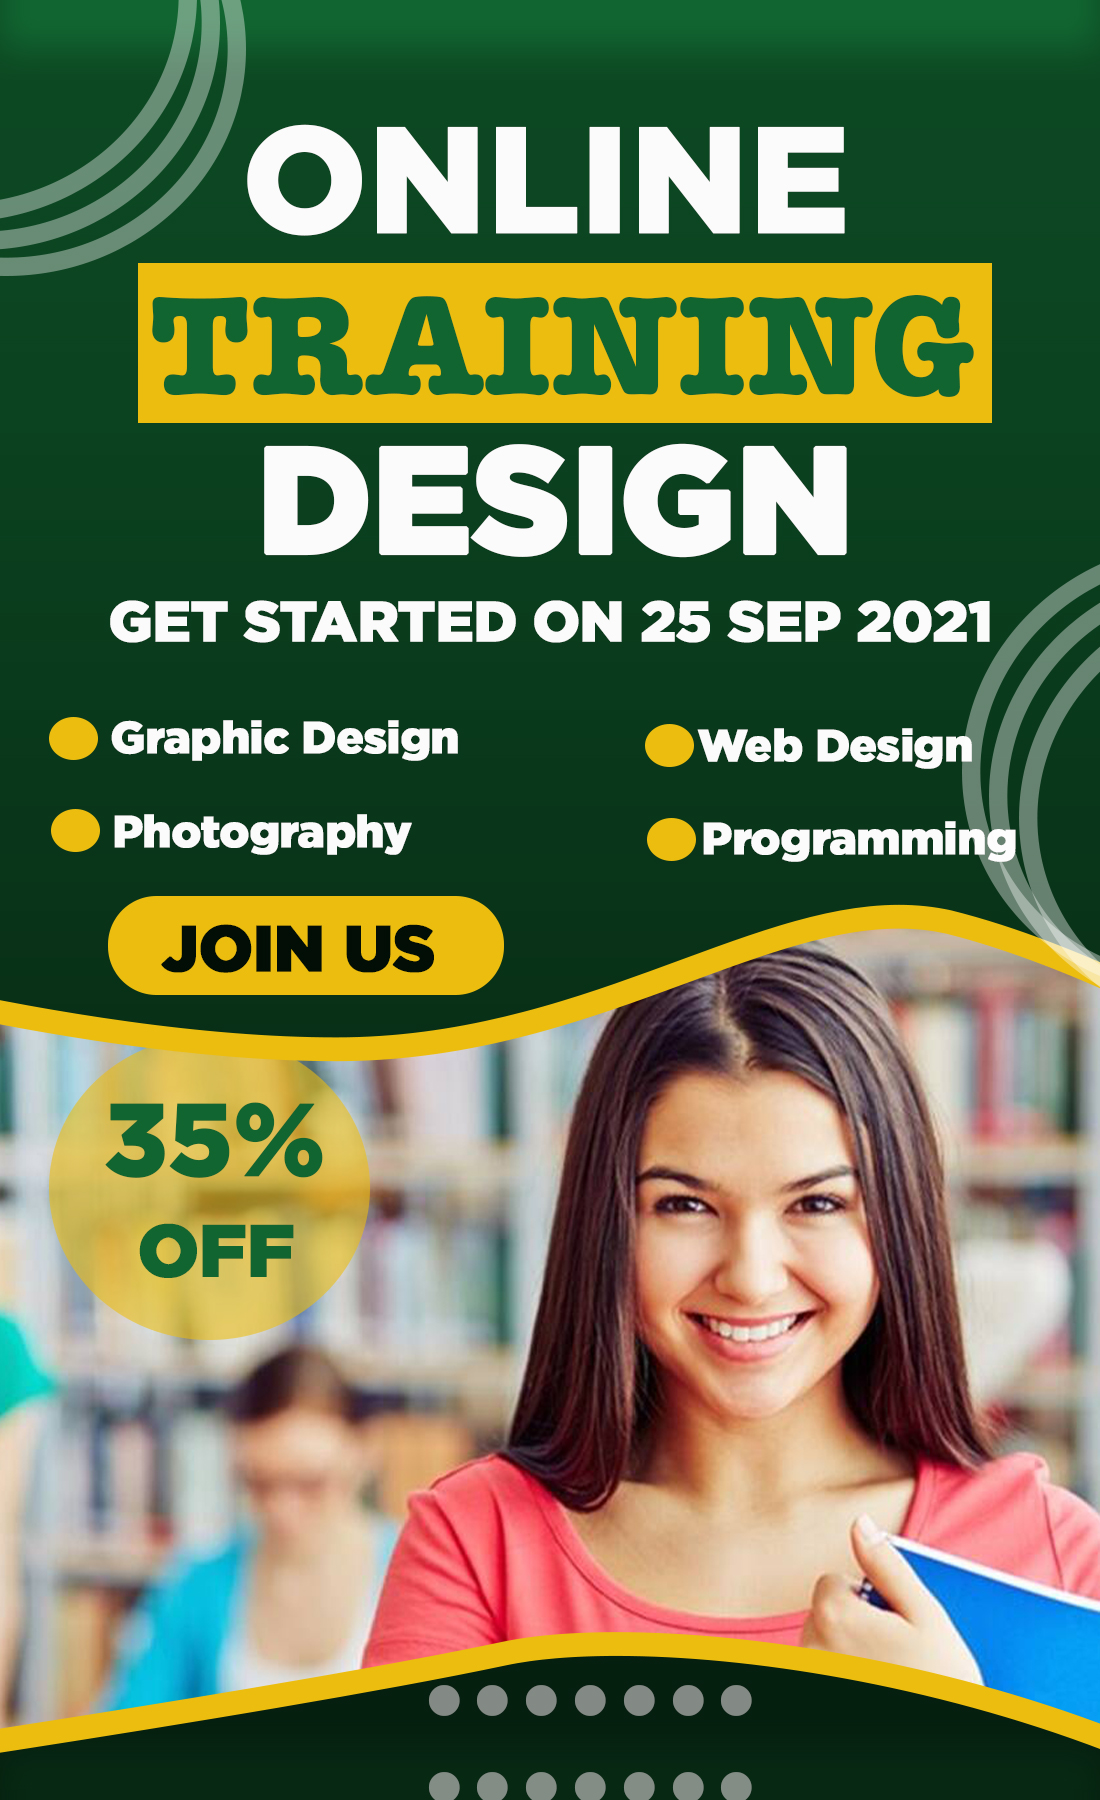 ONLINE
TRAINING
DESIGN
GET STARTED ON 25 SEP 2021
Graphic Design
Web Design
Photography
Programming
JOIN US
35%
OFF